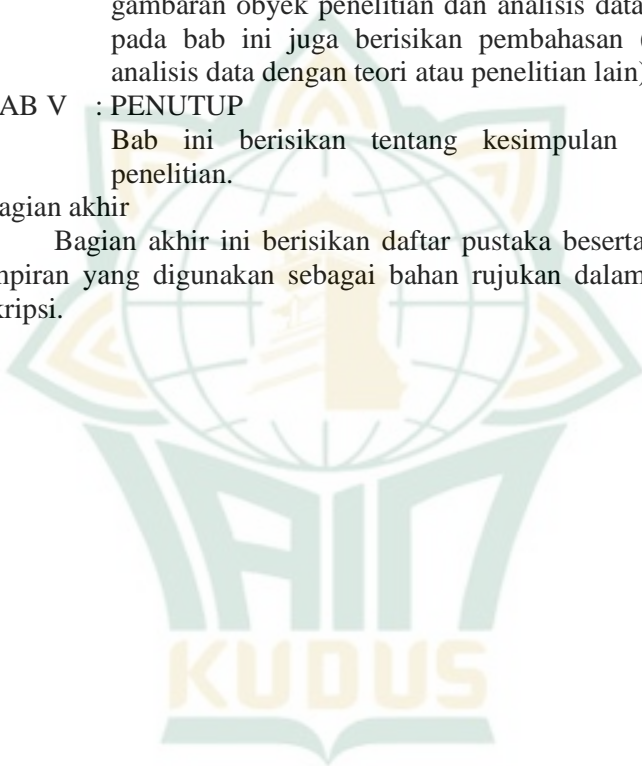 gambaran obyek penelitian dan analisis data
pada bab ini juga berisikan pembahasan (
analisis data dengan teori atau penelitian lain)
AB V : PENUTUP
Bab ini berisikan tentang kesimpulan
penelitian.
agian akhir
Bagian akhir ini berisikan daftar pustaka beserta
mpiran yang digunakan sebagai bahan rujukan dalam
kripsi.
IAIN
KUDUS